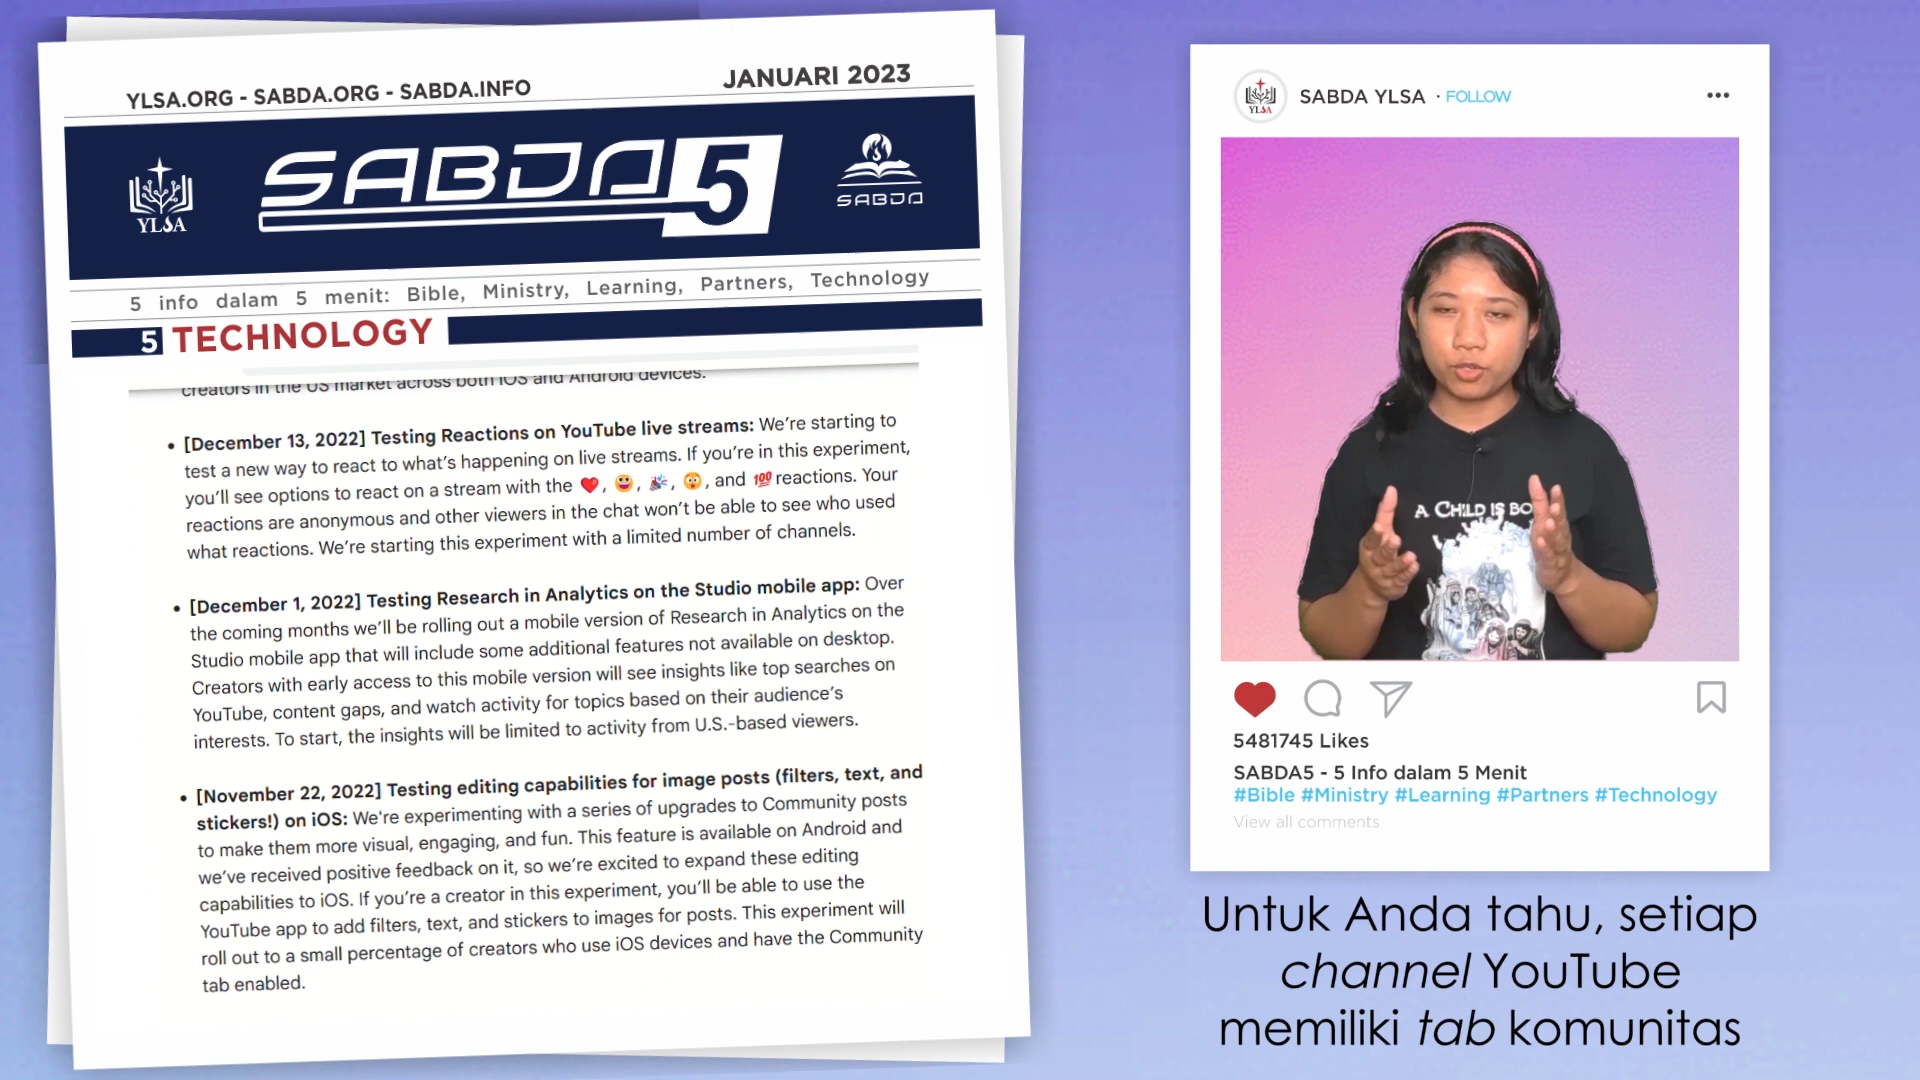 YLSA.ORG - SABDA.ORG - SABDA.INFO
JANUARI 2023
YLSA
SABDA5
SABDA
5 info dalam 5 menit: Bible, Ministry, Learning, Partners, Technology
5 TECHNOLOGY
creators in the US market across both iOS and Android devices.
• [December 13, 2022] Testing Reactions on YouTube live streams: We’re starting to
test a new way to react to what’s happening on live streams. If you’re in this experiment,
you’ll see options to react on a stream with the ❤️, 😀, 🎉, 😲, and 💯 reactions. Your
reactions are anonymous and other viewers in the chat won’t be able to see who used
what reactions. We’re starting this experiment with a limited number of channels.
• [December 1, 2022] Testing Research in Analytics on the Studio mobile app: Over
the coming months we’ll be rolling out a mobile version of Research in Analytics on the
Studio mobile app that will include some additional features not available on desktop.
Creators with early access to this mobile version will see insights like top searches on
YouTube, content gaps, and watch activity for topics based on their audience’s
interests. To start, the insights will be limited to activity from U.S.-based viewers.
• [November 22, 2022] Testing editing capabilities for image posts (filters, text, and
stickers!) on iOS: We're experimenting with a series of upgrades to Community posts
to make them more visual, engaging, and fun. This feature is available on Android and
we’ve received positive feedback on it, so we’re excited to expand these editing
capabilities to iOS. If you’re a creator in this experiment, you’ll be able to use the
YouTube app to add filters, text, and stickers to images for posts. This experiment will
roll out to a small percentage of creators who use iOS devices and have the Community
tab enabled.
YLSA
SABDA YLSA · FOLLOW
A CHILD IS BO
5481745 Likes
SABDA5 - 5 Info dalam 5 Menit
#Bible #Ministry #Learning #Partners #Technology
View all comments
Untuk Anda tahu, setiap
channel YouTube
memiliki tab komunitas